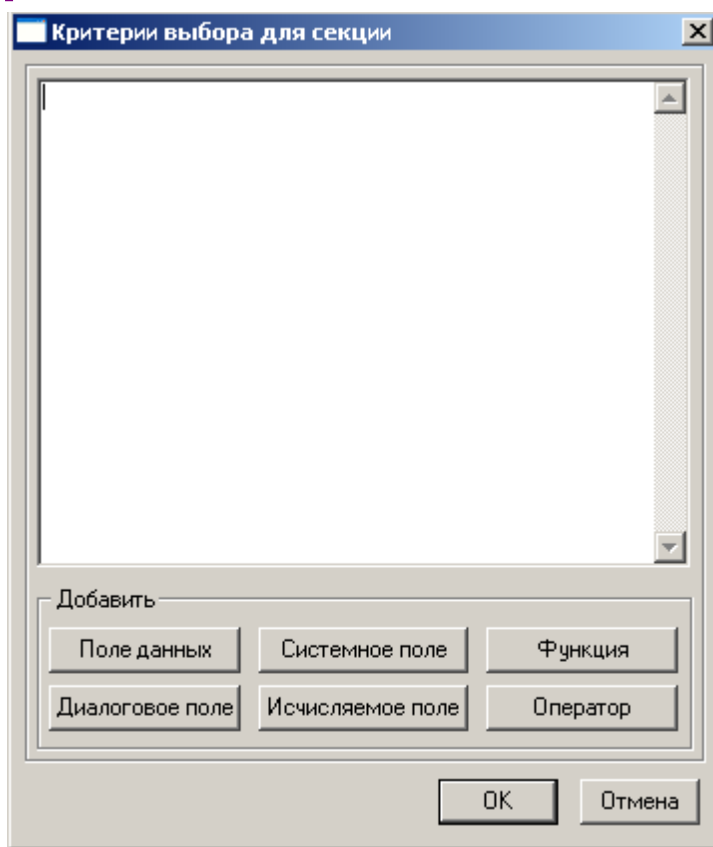 Критерии выбора для секции
Добавить
Поле данных Системное поле Функция
Диалоговое поле Исчисляемое поле Оператор
OK Отмена